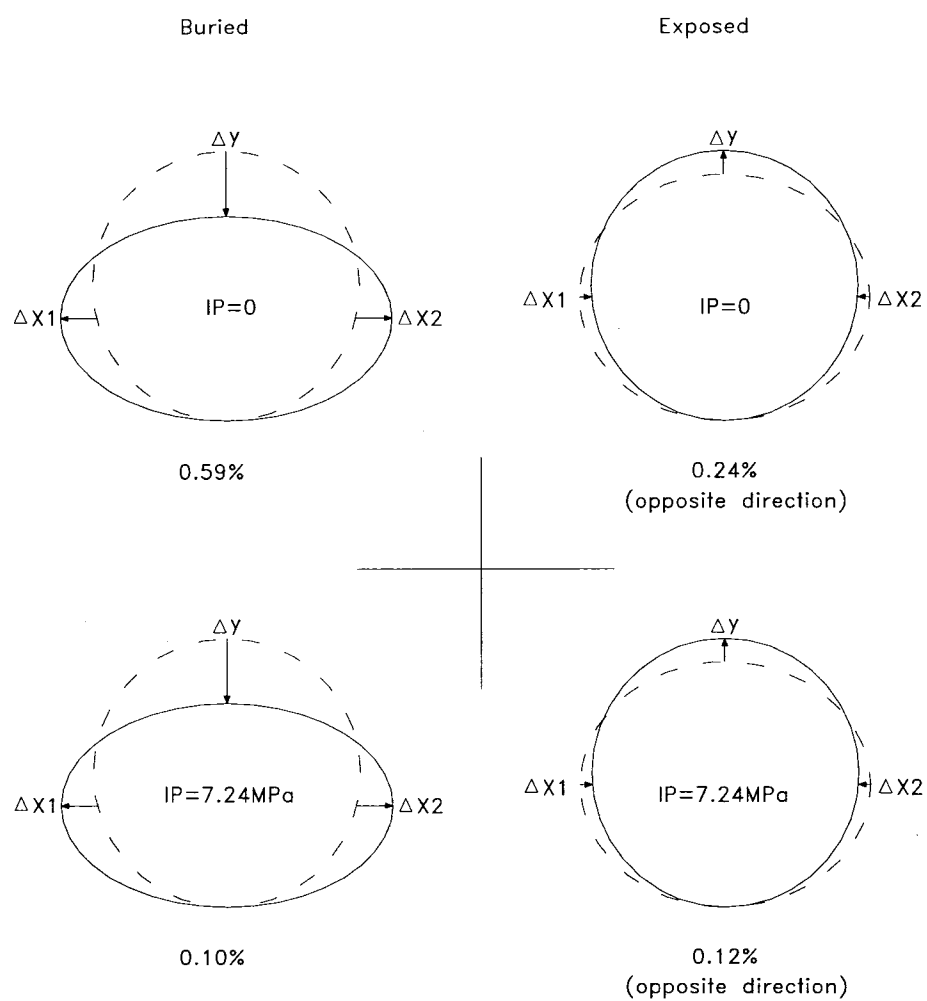 Buried
Exposed
Δy
ΔX1
IP=0
ΔX2
0.59%
Δy
ΔX1
IP=0
ΔX2
0.24%
(opposite direction)
Δy
ΔX1
IP=7.24MPa
ΔX2
0.10%
Δy
ΔX1
IP=7.24MPa
ΔX2
0.12%
(opposite direction)